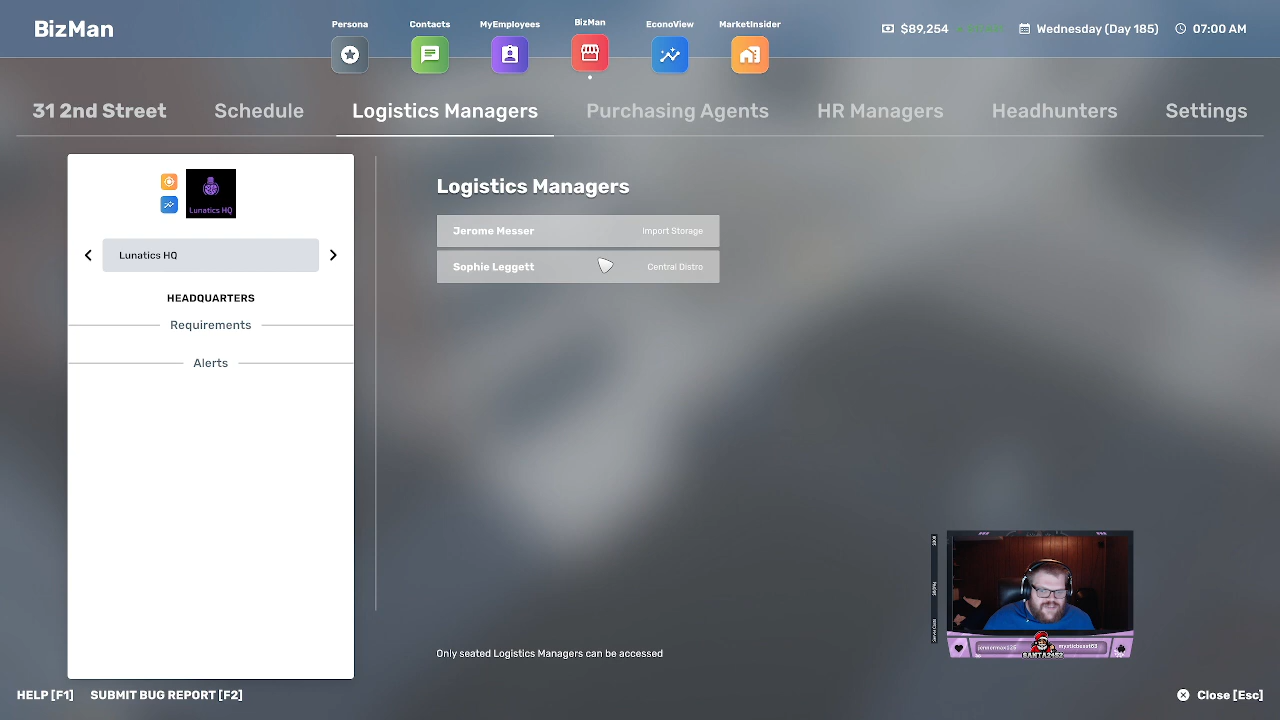 BizMan
Persona
Contacts
MyEmployees
BizMan
EconoView
MarketInsider
$89,254
Wednesday (Day 185)
07:00 AM
31 2nd Street
Schedule
Logistics Managers
Purchasing Agents
HR Managers
Headhunters
Settings
Lunatics HQ
Lunatics HQ
HEADQUARTERS
Requirements
Alerts
Logistics Managers
Jerome Messer Import Storage
Sophie Leggett Central Distro
Only seated Logistics Managers can be accessed
SANTA2452
mysticbeast63
HELP [F1]
SUBMIT BUG REPORT [F2]
Close [Esc]